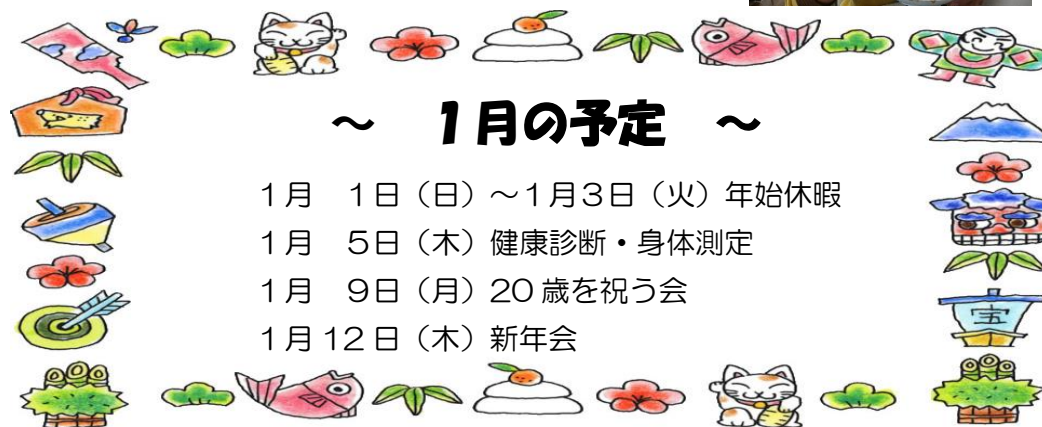 ～　１月の予定　～
１月　１日（日）～１月３日（火）年始休暇
１月　５日（木）健康診断・身体測定
１月　９日（月）20歳を祝う会
１月12日（木）新年会
宝